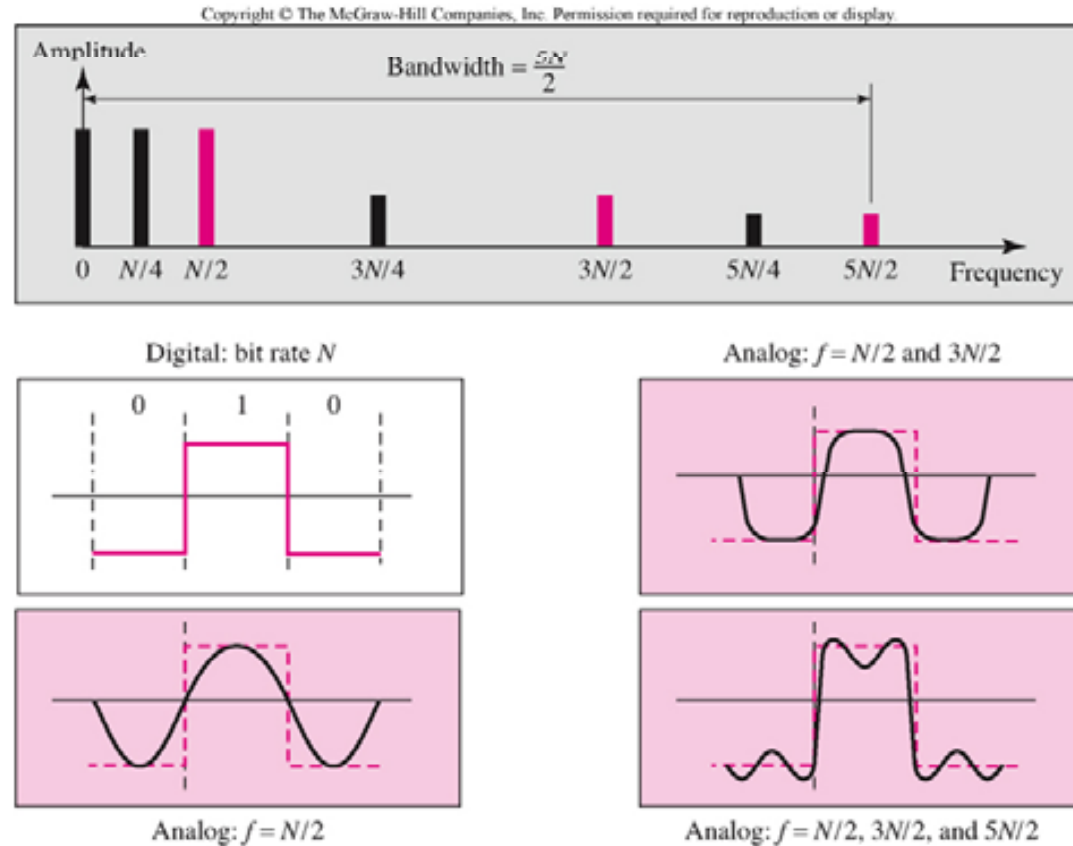 Copyright © The McGraw-Hill Companies, Inc. Permission required for reproduction or display.
Amplitude
Bandwidth = 5N/2
0 N/4 N/2 3N/4 3N/2 5N/4 5N/2 Frequency
Digital: bit rate N
0 1 0
Analog: f = N/2 and 3N/2
Analog: f = N/2
Analog: f = N/2, 3N/2, and 5N/2